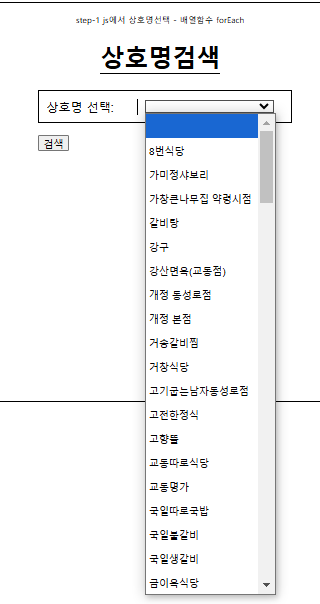 step-1 js에서 상호명선택 - 배열함수 forEach
상호명검색
상호명 선택:
검색
8번식당
가미정샤보리
가창큰나무집 약령시점
갈비탕
강구
강산면옥(교동점)
개정 동성로점
개정 본점
거송갈비찜
거창식당
고기굽는남자동성로점
고전한정식
고향뜰
교동따로식당
교동명가
국일따로국밥
국일불갈비
국일생갈비
금이옥식당